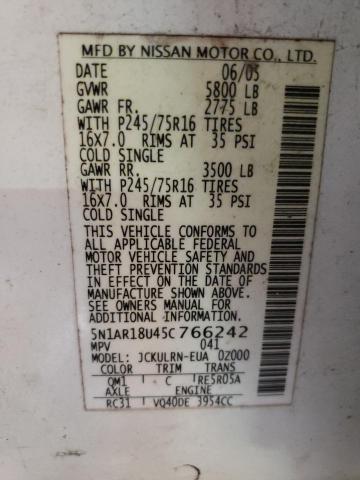 MFD BY NISSAN MOTOR CO., LTD.
DATE 06/05
GVWR 5800 LB
GAWR FR. 2775 LB
WITH P245/75R16 TIRES
16X7.0 RIMS AT 35 PSI
COLD SINGLE
GAWR RR. 3500 LB
WITH P245/75R16 TIRES
16X7.0 RIMS AT 35 PSI
COLD SINGLE
THIS VEHICLE CONFORMS TO
ALL APPLICABLE FEDERAL
MOTOR VEHICLE SAFETY AND
THEFT PREVENTION STANDARDS
IN EFFECT ON THE DATE OF
MANUFACTURE SHOWN ABOVE.
SEE OWNERS MANUAL FOR
ADDITIONAL INFORMATION.
5N1AR18U45C766242
MPV 041
MODEL: JCKULRN-EUA 0Z000
COLOR TRIM TRANS
QM1 C RE5R05A
AXLE ENGINE
RC31 VQ40DE 3954CC